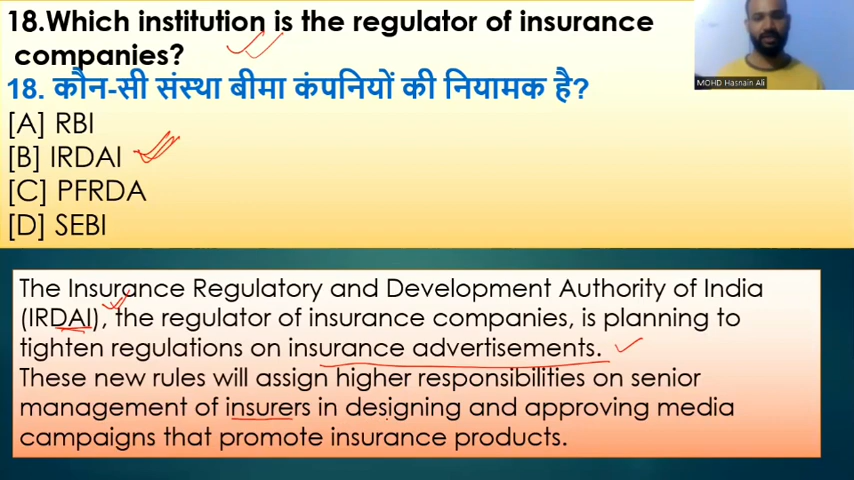 18.Which institution is the regulator of insurance
companies?
18. कौन-सी संस्था बीमा कंपनियों की नियामक है?
[A] RBI
[B] IRDAI
[C] PFRDA
[D] SEBI
MOHD Hasnain Ali
The Insurance Regulatory and Development Authority of India
(IRDAI), the regulator of insurance companies, is planning to
tighten regulations on insurance advertisements.
These new rules will assign higher responsibilities on senior
management of insurers in designing and approving media
campaigns that promote insurance products.